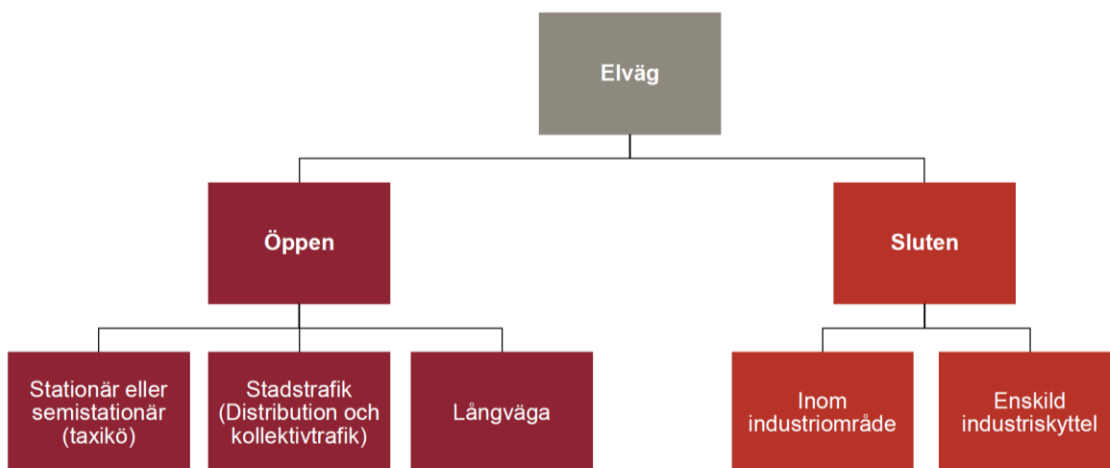 Elväg
Öppen
Sluten
Stationär eller
semistationär
(taxikö)
Stadstrafik
(Distribution och
kollektivtrafik)
Långväga
Inom
industriområde
Enskild
industriskyttel